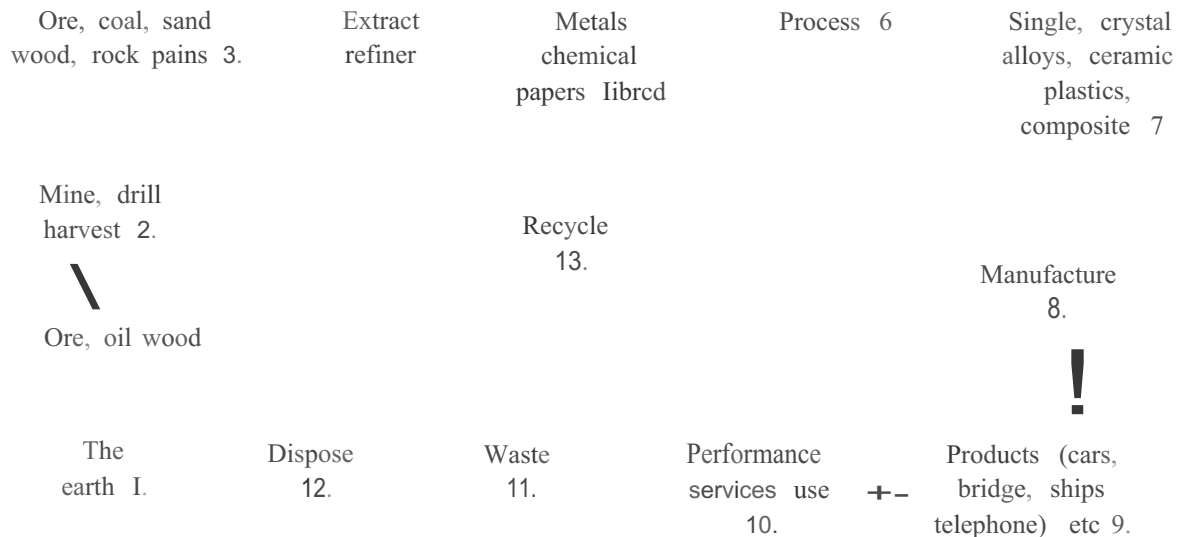 Ore, coal, sand
wood, rock pains 3.
Extract
refiner
Metals
chemical
papers Iibrcd
Process 6
Single, crystal
alloys, ceramic
plastics,
composite 7
Mine, drill
harvest 2.
Recycle
13.
\
Manufacture
8.
Ore, oil wood
!
The
earth I.
Dispose
12.
Waste
11.
Performance
services use
10.
+-
Products (cars,
bridge, ships
telephone) etc 9.